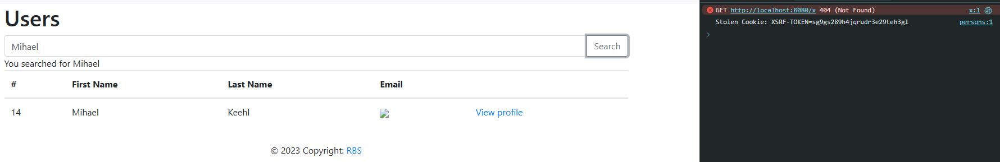 Users
Mihael
Search
You searched for Mihael
# First Name Last Name Email
14 Mihael Keehl View profile
© 2023 Copyright: RBS
GET http://localhost:8080/x 404 (Not Found) x:1
Stolen Cookie: XSRF-TOKEN=sg9gs289h4jqrudr3e29teh3gl persons:1
>